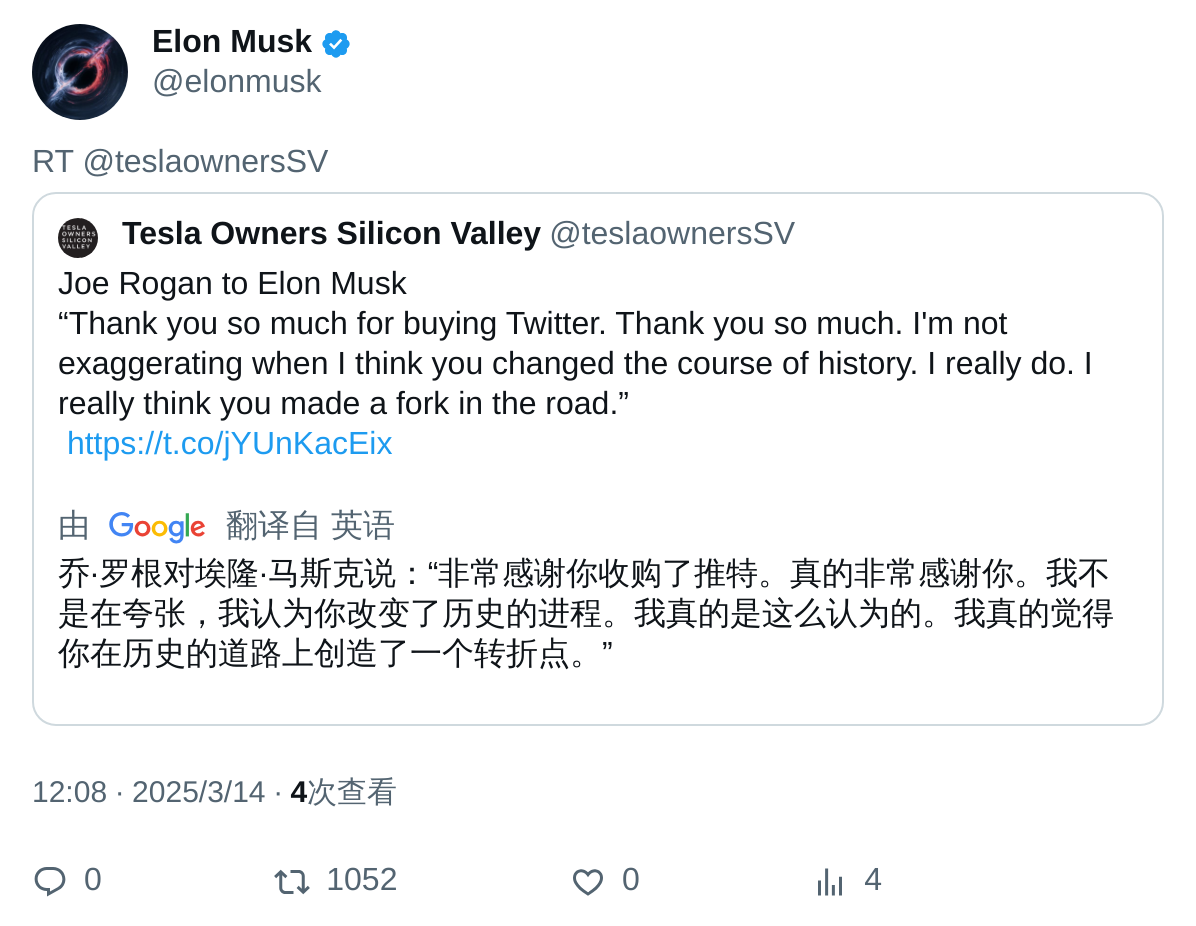 Elon Musk
@elonmusk
RT @teslaownersSV
TESLA
OWNERS
SILICON
VALLEY
Tesla Owners Silicon Valley @teslaownersSV
Joe Rogan to Elon Musk
“Thank you so much for buying Twitter. Thank you so much. I'm not
exaggerating when I think you changed the course of history. I really do. I
really think you made a fork in the road.”
https://t.co/jYUnKacEix
由 Google 翻译自 英语
乔·罗根对埃隆·马斯克说：“非常感谢你收购了推特。真的非常感谢你。我不
是在夸张，我认为你改变了历史的进程。我真的是这么认为的。我真的觉得
你在历史的道路上创造了一个转折点。”
12:08 · 2025/3/14 · 4次查看
0 1052 0 4